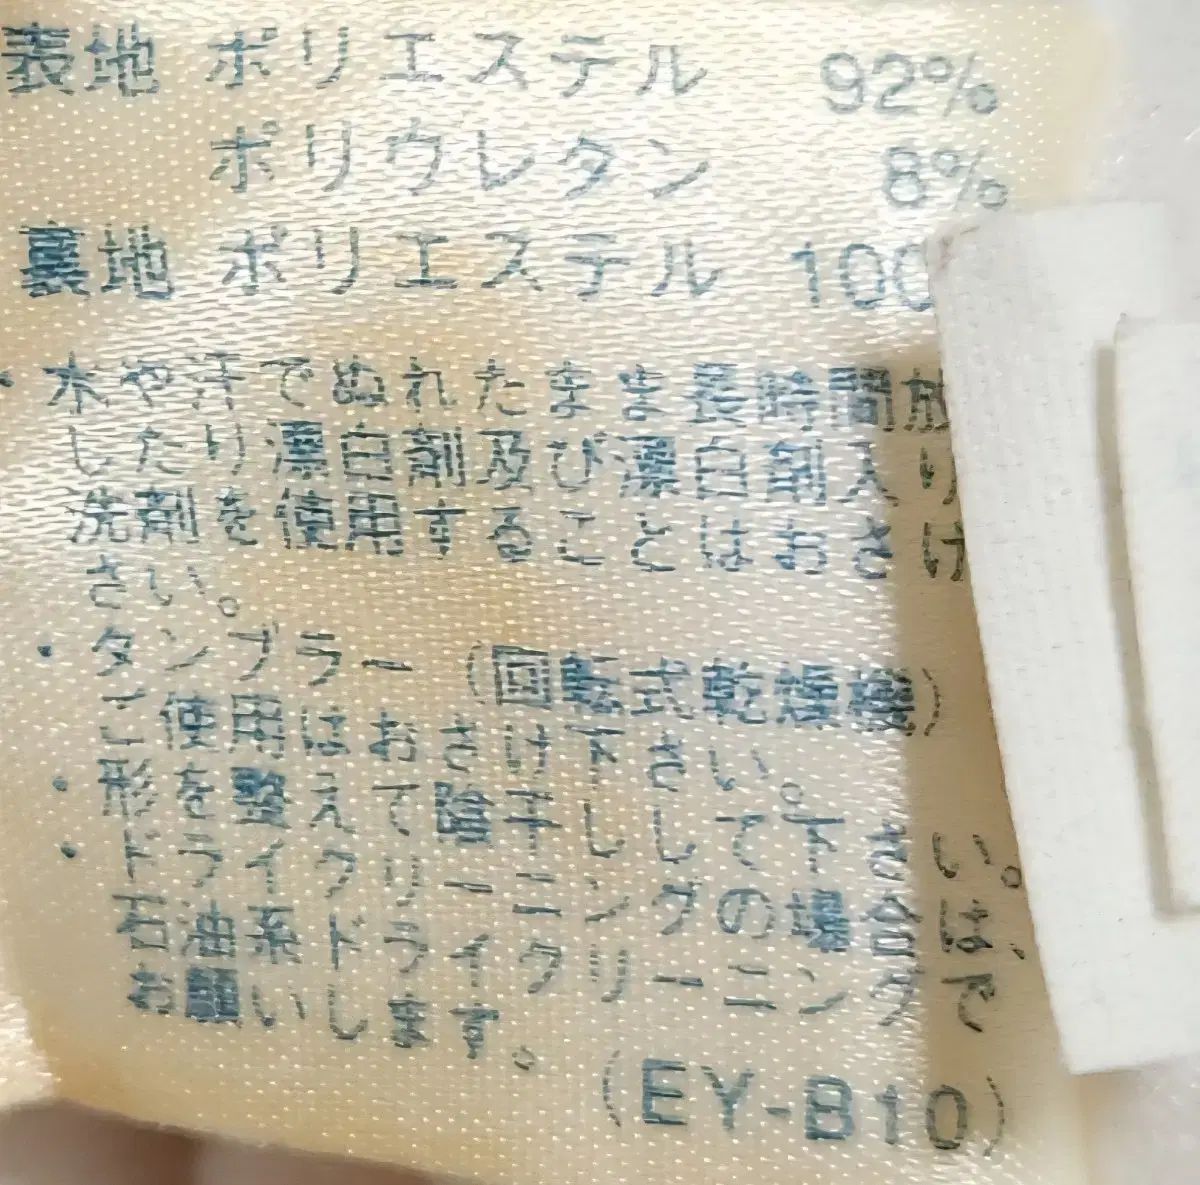 表地 ポリエステル 92%
ポリウレタン 8%
裏地 ポリエステル 100
・水や汗でぬれたまま長時間放
したり漂白剤及び漂白剤入り
洗剤を使用することはおさけ
さい。
・タンブラー（回転式乾燥機）
ご使用はおさけ下さい。
・形を整えて陰干しして下さい。
・ドライクリーニングの場合は、
石油系ドライクリーニングで
お願いします。
（EY-B10）